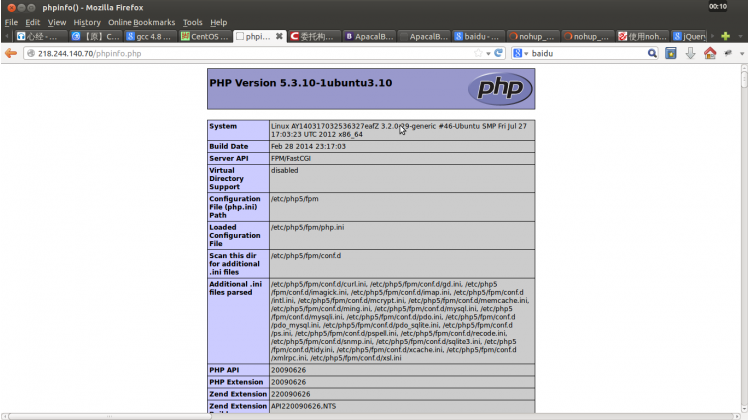 phpinfo() - Mozilla Firefox
00:10
File Edit View History Online Bookmarks Tools Help
心经 -
【原】C...
gcc 4.8
CentOS
phpi...
委托构...
ApacalB...
ApacalB...
baidu -...
nohup_...
nohup_...
使用noh...
jQuer
218.244.140.70/phpinfo.php
baidu
PHP Version 5.3.10-1ubuntu3.10
php
System
Linux AY140317032536327eafZ 3.2.0-29-generic #46-Ubuntu SMP Fri Jul 27
17:03:23 UTC 2012 x86_64
Build Date
Feb 28 2014 23:17:03
Server API
FPM/FastCGI
Virtual
Directory
Support
disabled
Configuration
File (php.ini)
Path
/etc/php5/fpm
Loaded
Configuration
File
/etc/php5/fpm/php.ini
Scan this dir
for additional
.ini files
/etc/php5/fpm/conf.d
Additional .ini
files parsed
/etc/php5/fpm/conf.d/curl.ini, /etc/php5/fpm/conf.d/gd.ini, /etc/php5
/fpm/conf.d/imagick.ini, /etc/php5/fpm/conf.d/imap.ini, /etc/php5/fpm/conf.d
/intl.ini, /etc/php5/fpm/conf.d/mcrypt.ini, /etc/php5/fpm/conf.d/memcache.ini,
/etc/php5/fpm/conf.d/ming.ini, /etc/php5/fpm/conf.d/mysql.ini, /etc/php5
/fpm/conf.d/mysqli.ini, /etc/php5/fpm/conf.d/pdo.ini, /etc/php5/fpm/conf.d
/pdo_mysql.ini, /etc/php5/fpm/conf.d/pdo_sqlite.ini, /etc/php5/fpm/conf.d
/ps.ini, /etc/php5/fpm/conf.d/pspell.ini, /etc/php5/fpm/conf.d/recode.ini,
/etc/php5/fpm/conf.d/snmp.ini, /etc/php5/fpm/conf.d/sqlite3.ini, /etc/php5
/fpm/conf.d/tidy.ini, /etc/php5/fpm/conf.d/xcache.ini, /etc/php5/fpm/conf.d
/xmlrpc.ini, /etc/php5/fpm/conf.d/xsl.ini
PHP API
20090626
PHP Extension
20090626
Zend Extension
220090626
Zend Extension
API220090626,NTS